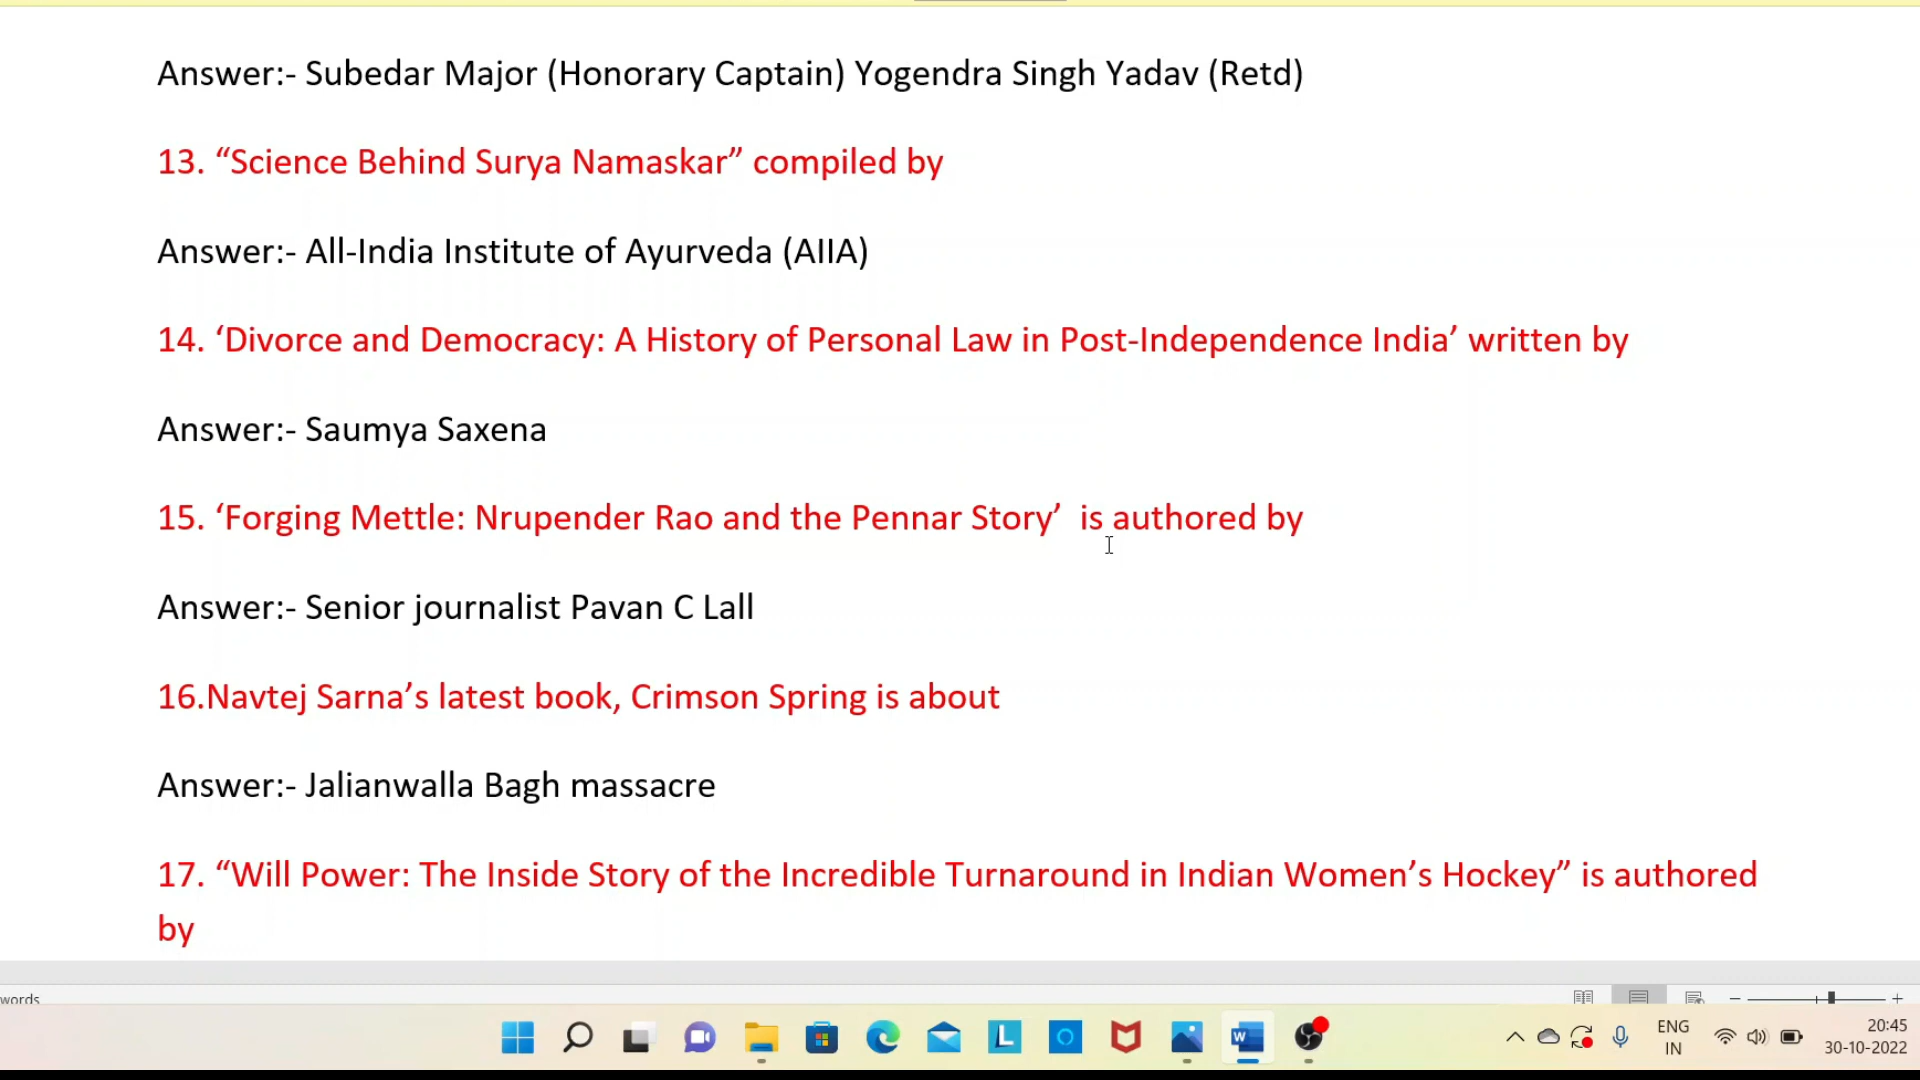 Answer:- Subedar Major (Honorary Captain) Yogendra Singh Yadav (Retd)
13. “Science Behind Surya Namaskar” compiled by
Answer:- All-India Institute of Ayurveda (AIIA)
14. ‘Divorce and Democracy: A History of Personal Law in Post-Independence India’ written by
Answer:- Saumya Saxena
15. ‘Forging Mettle: Nrupender Rao and the Pennar Story’  is authored by
Answer:- Senior journalist Pavan C Lall
16.Navtej Sarna’s latest book, Crimson Spring is about
Answer:- Jalianwalla Bagh massacre
17. “Will Power: The Inside Story of the Incredible Turnaround in Indian Women’s Hockey” is authored
by
words
ENG
IN
20:45
30-10-2022